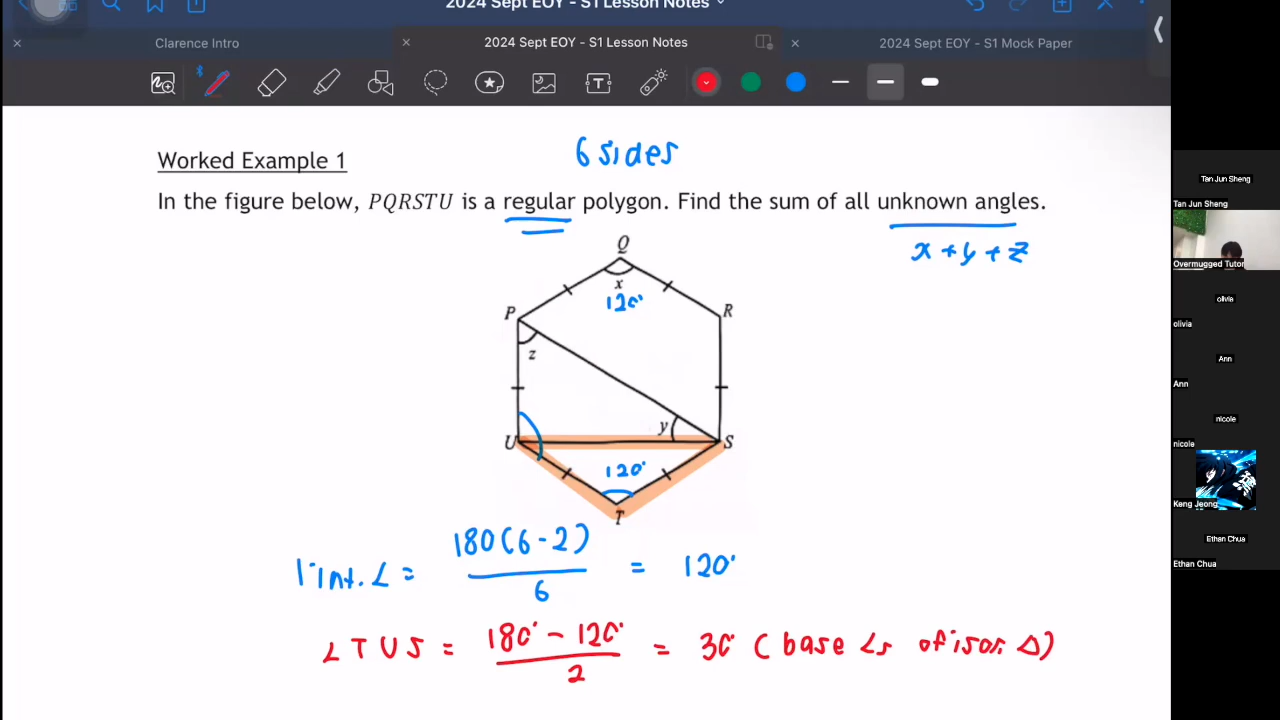 2024 Sept EOY - S1 Lesson Notes
Clarence Intro
2024 Sept EOY - S1 Lesson Notes
2024 Sept EOY - S1 Mock Paper
6 sides
Worked Example 1
In the figure below, PQRSTU is a regular polygon. Find the sum of all unknown angles.
x + y + z
Q
x
120°
P
R
z
y
U
S
120°
T
1 int. ∠ = 180(6-2) / 6 = 120°
∠TUS = 180° - 120° / 2 = 30° (base ∠s of isos. △)
Tan Jun Sheng
Tan Jun Sheng
Overmugged Tutor
olivia
olivia
Ann
Ann
nicole
nicole
Keng Jeong
Ethan Chua
Ethan Chua